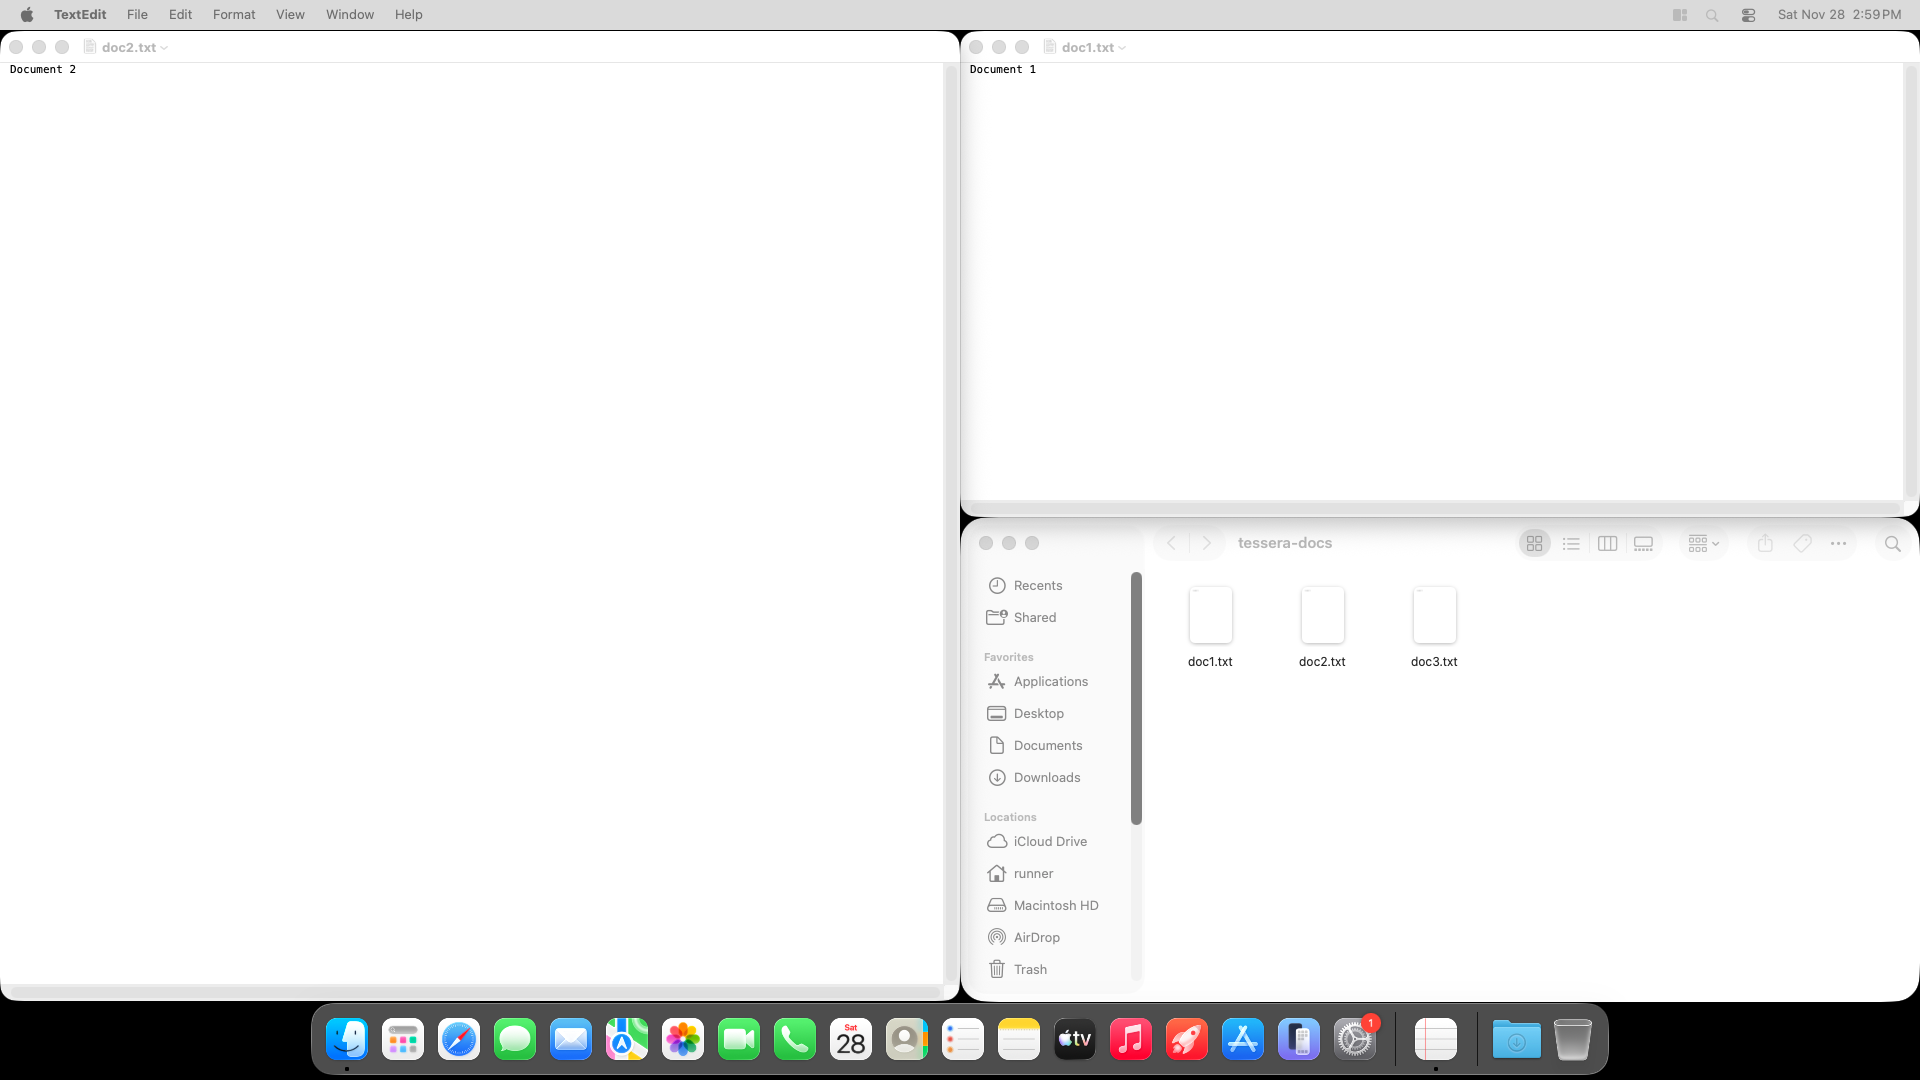 TextEdit File Edit Format View Window Help Sat Nov 28 2:59 PM
doc2.txt
Document 2
doc1.txt
Document 1
tessera-docs
Recents
Shared
Favorites
Applications
Desktop
Documents
Downloads
Locations
iCloud Drive
runner
Macintosh HD
AirDrop
Trash
doc1.txt doc2.txt doc3.txt
Sat
28
tv
1